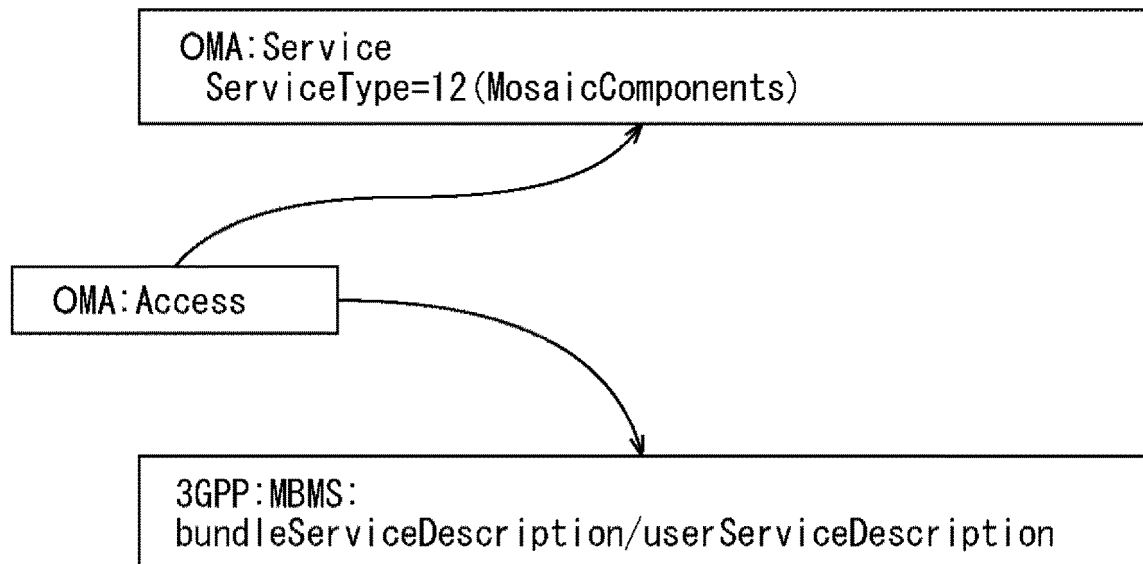 OMA:Service
ServiceType=12(MosaicComponents)
OMA:Access
3GPP:MBMS:
bundleServiceDescription/userServiceDescription